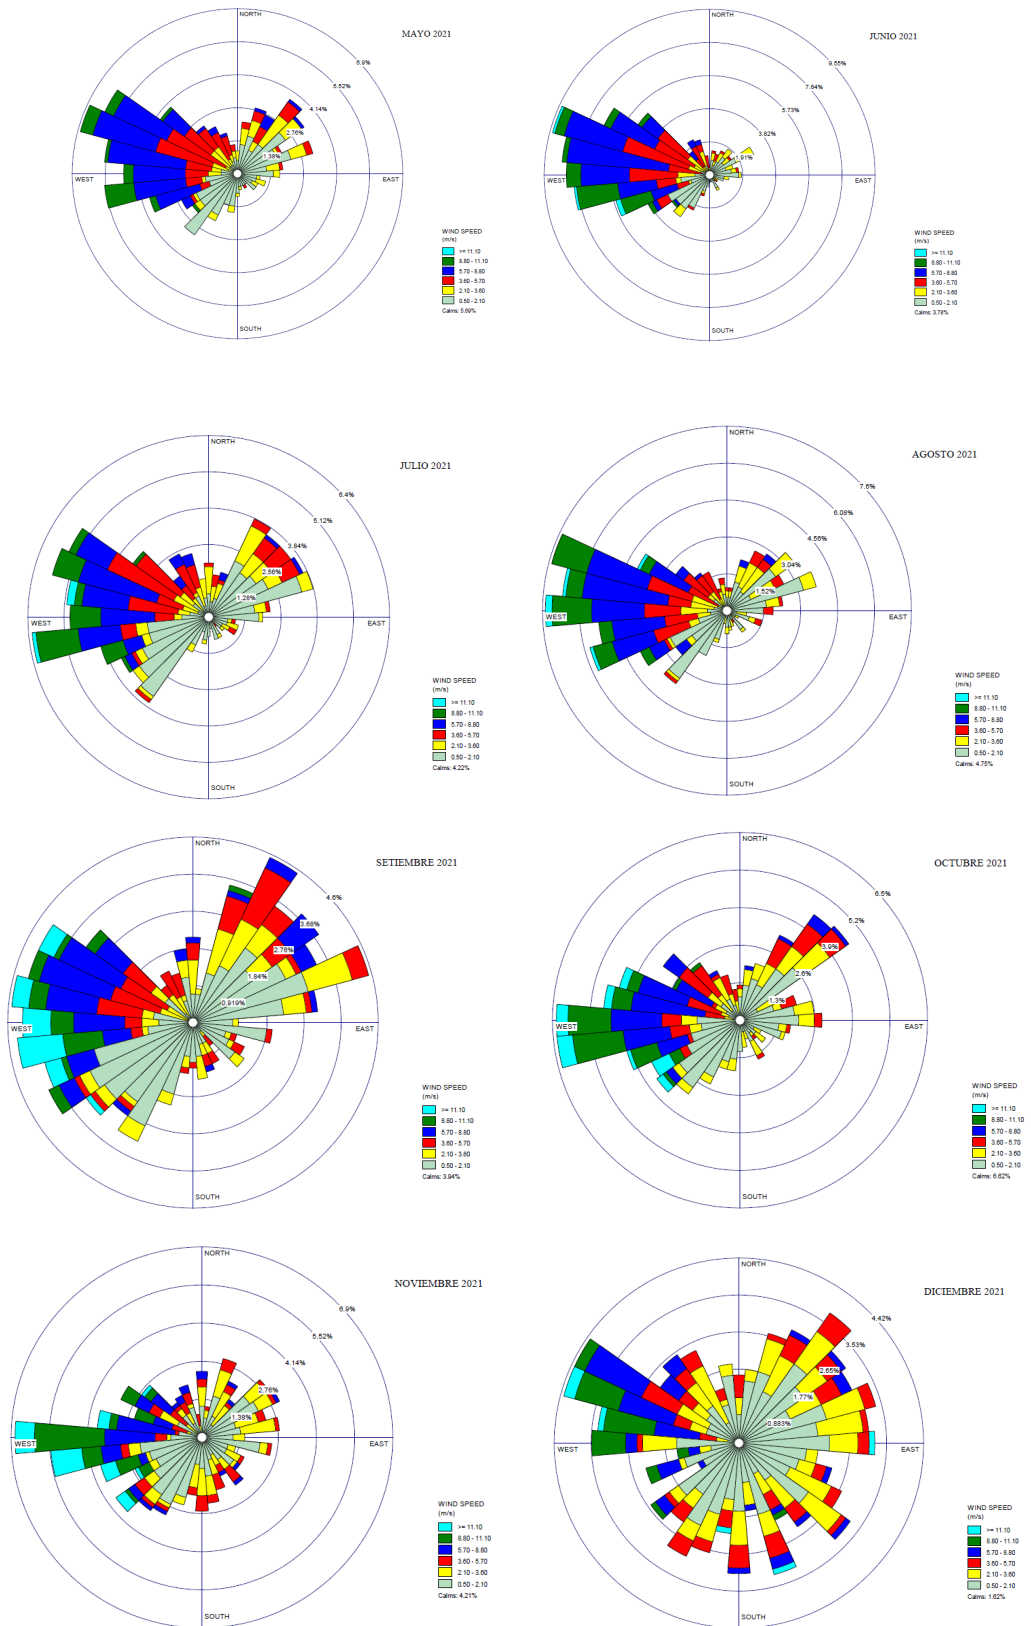 NORTH
MAYO 2021
6.9%
5.52%
4.14%
2.76%
1.38%
WEST
EAST
SOUTH
WIND SPEED
(m/s)
>= 11.10
8.80 - 11.10
5.70 - 8.80
3.60 - 5.70
2.10 - 3.60
0.50 - 2.10
Calms: 5.69%
NORTH
JUNIO 2021
9.55%
7.64%
5.73%
3.82%
1.91%
WEST
EAST
SOUTH
WIND SPEED
(m/s)
>= 11.10
8.80 - 11.10
5.70 - 8.80
3.60 - 5.70
2.10 - 3.60
0.50 - 2.10
Calms: 3.78%
NORTH
JULIO 2021
6.4%
5.12%
3.84%
2.56%
1.28%
WEST
EAST
SOUTH
WIND SPEED
(m/s)
>= 11.10
8.80 - 11.10
5.70 - 8.80
3.60 - 5.70
2.10 - 3.60
0.50 - 2.10
Calms: 4.22%
NORTH
AGOSTO 2021
7.6%
6.08%
4.56%
3.04%
1.52%
WEST
EAST
SOUTH
WIND SPEED
(m/s)
>= 11.10
8.80 - 11.10
5.70 - 8.80
3.60 - 5.70
2.10 - 3.60
0.50 - 2.10
Calms: 4.75%
NORTH
SETIEMBRE 2021
4.6%
3.68%
2.76%
1.84%
0.919%
WEST
EAST
SOUTH
WIND SPEED
(m/s)
>= 11.10
8.80 - 11.10
5.70 - 8.80
3.60 - 5.70
2.10 - 3.60
0.50 - 2.10
Calms: 3.94%
NORTH
OCTUBRE 2021
6.5%
5.2%
3.9%
2.6%
1.3%
WEST
EAST
SOUTH
WIND SPEED
(m/s)
>= 11.10
8.80 - 11.10
5.70 - 8.80
3.60 - 5.70
2.10 - 3.60
0.50 - 2.10
Calms: 6.62%
NORTH
NOVIEMBRE 2021
6.9%
5.52%
4.14%
2.76%
1.38%
WEST
EAST
SOUTH
WIND SPEED
(m/s)
>= 11.10
8.80 - 11.10
5.70 - 8.80
3.60 - 5.70
2.10 - 3.60
0.50 - 2.10
Calms: 4.21%
NORTH
DICIEMBRE 2021
4.42%
3.53%
2.65%
1.77%
0.883%
WEST
EAST
SOUTH
WIND SPEED
(m/s)
>= 11.10
8.80 - 11.10
5.70 - 8.80
3.60 - 5.70
2.10 - 3.60
0.50 - 2.10
Calms: 1.62%